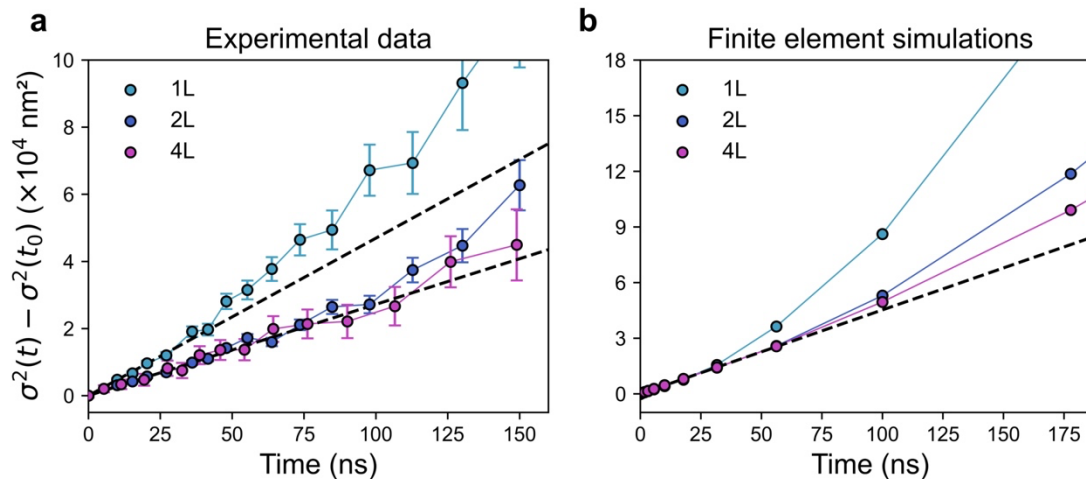 a
Experimental data
σ²(t) − σ²(t₀) (×10⁴ nm²)
10
8
6
4
2
0
1L
2L
4L
0 25 50 75 100 125 150
Time (ns)
b
Finite element simulations
18
15
12
9
6
3
0
1L
2L
4L
0 25 50 75 100 125 150 175
Time (ns)